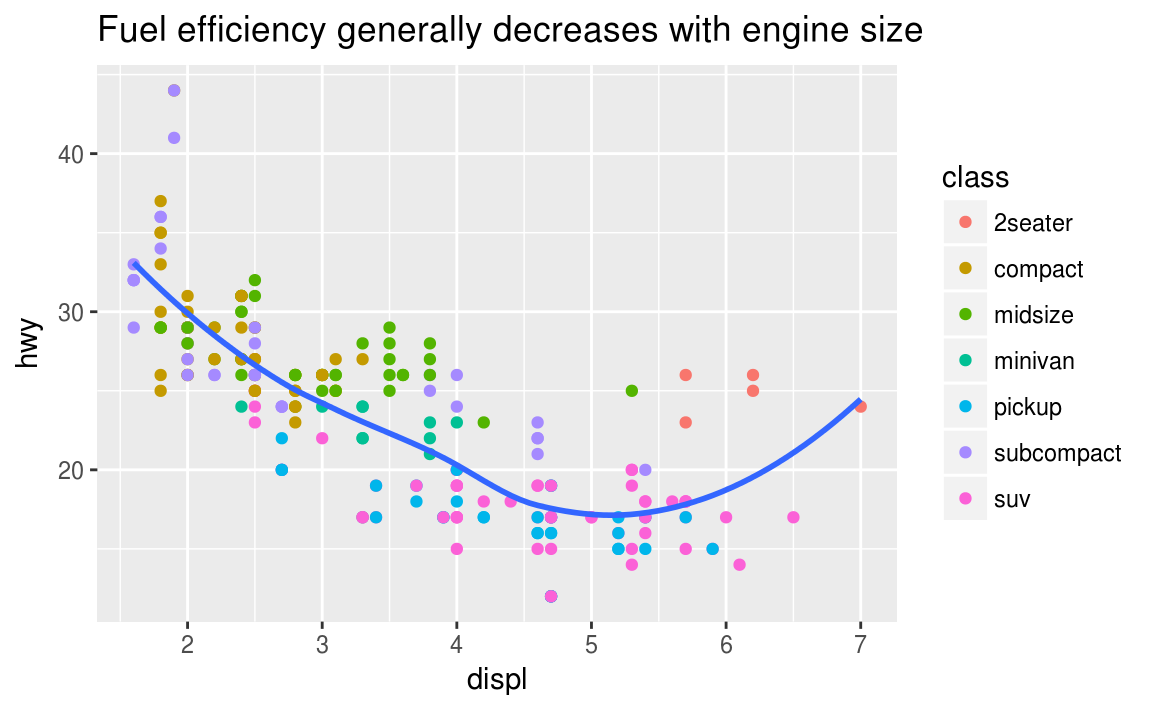 Fuel efficiency generally decreases with engine size
hwy
40
30
20
2 3 4 5 6 7
displ
class
2seater
compact
midsize
minivan
pickup
subcompact
suv